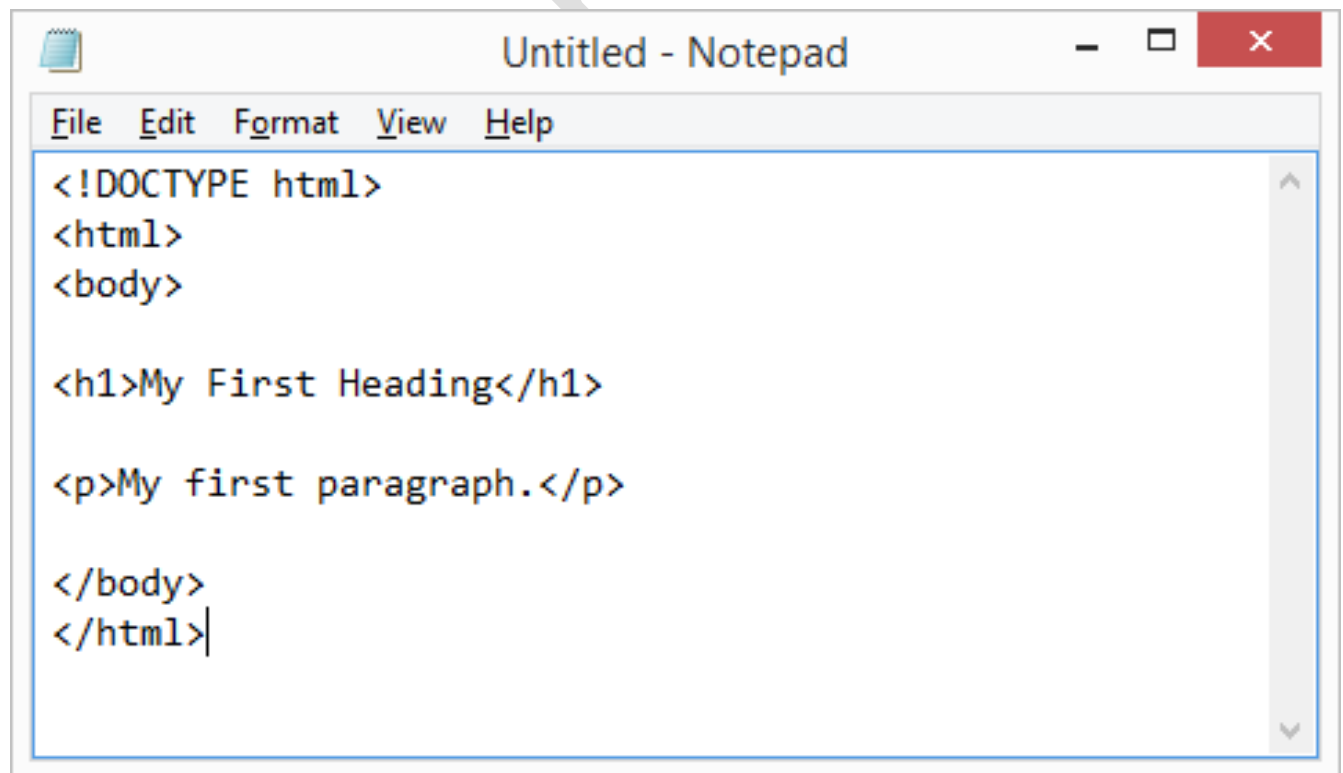 Untitled - Notepad
File Edit Format View Help
<!DOCTYPE html>
<html>
<body>
<h1>My First Heading</h1>
<p>My first paragraph.</p>
</body>
</html>